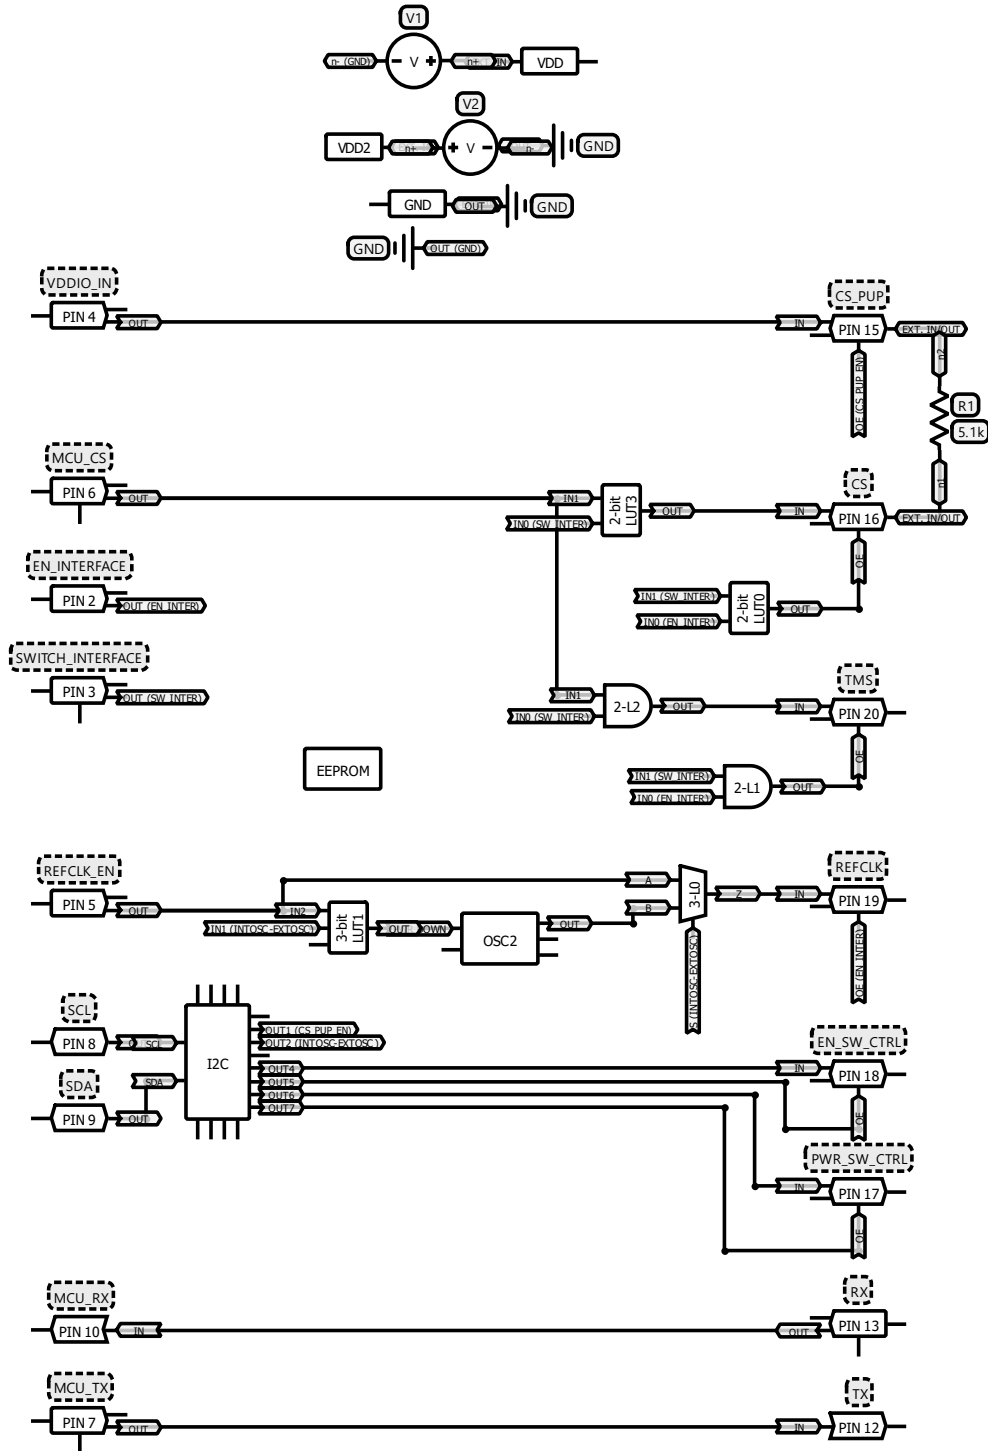 V1
n- (GND)
V
n+
IN
VDD
V2
VDD2
n+
V
n-
GND
GND
OUT
GND
GND
OUT (GND)
VDDIO_IN
PIN 4
OUT
IN
CS_PUP
PIN 15
EXT. IN/OUT
OE (CS_PUP_EN)
n2
R1
5.1k
n1
MCU_CS
PIN 6
OUT
IN1
IN0 (SW_INTER)
2-bit
LUT3
OUT
IN
CS
PIN 16
EXT. IN/OUT
OE
EN_INTERFACE
PIN 2
OUT (EN_INTER)
IN1 (SW_INTER)
IN0 (EN_INTER)
2-bit
LUT0
OUT
SWITCH_INTERFACE
PIN 3
OUT (SW_INTER)
IN1
IN0 (SW_INTER)
2-L2
OUT
IN
TMS
PIN 20
OE
EEPROM
IN1 (SW_INTER)
IN0 (EN_INTER)
2-L1
OUT
REFCLK_EN
PIN 5
OUT
IN2
IN1 (INTOSC-EXTOSC)
3-bit
LUT1
OUT
OWN
OSC2
OUT
A
B
3-L0
S (INTOSC-EXTOSC)
Z
IN
REFCLK
PIN 19
OE (EN_INTER)
SCL
PIN 8
SCL
SDA
PIN 9
OUT
SDA
I2C
OUT1 (CS_PUP_EN)
OUT2 (INTOSC-EXTOSC)
OUT4
OUT5
OUT6
OUT7
IN
EN_SW_CTRL
PIN 18
OE
IN
PWR_SW_CTRL
PIN 17
OE
MCU_RX
PIN 10
IN
OUT
RX
PIN 13
MCU_TX
PIN 7
OUT
IN
TX
PIN 12